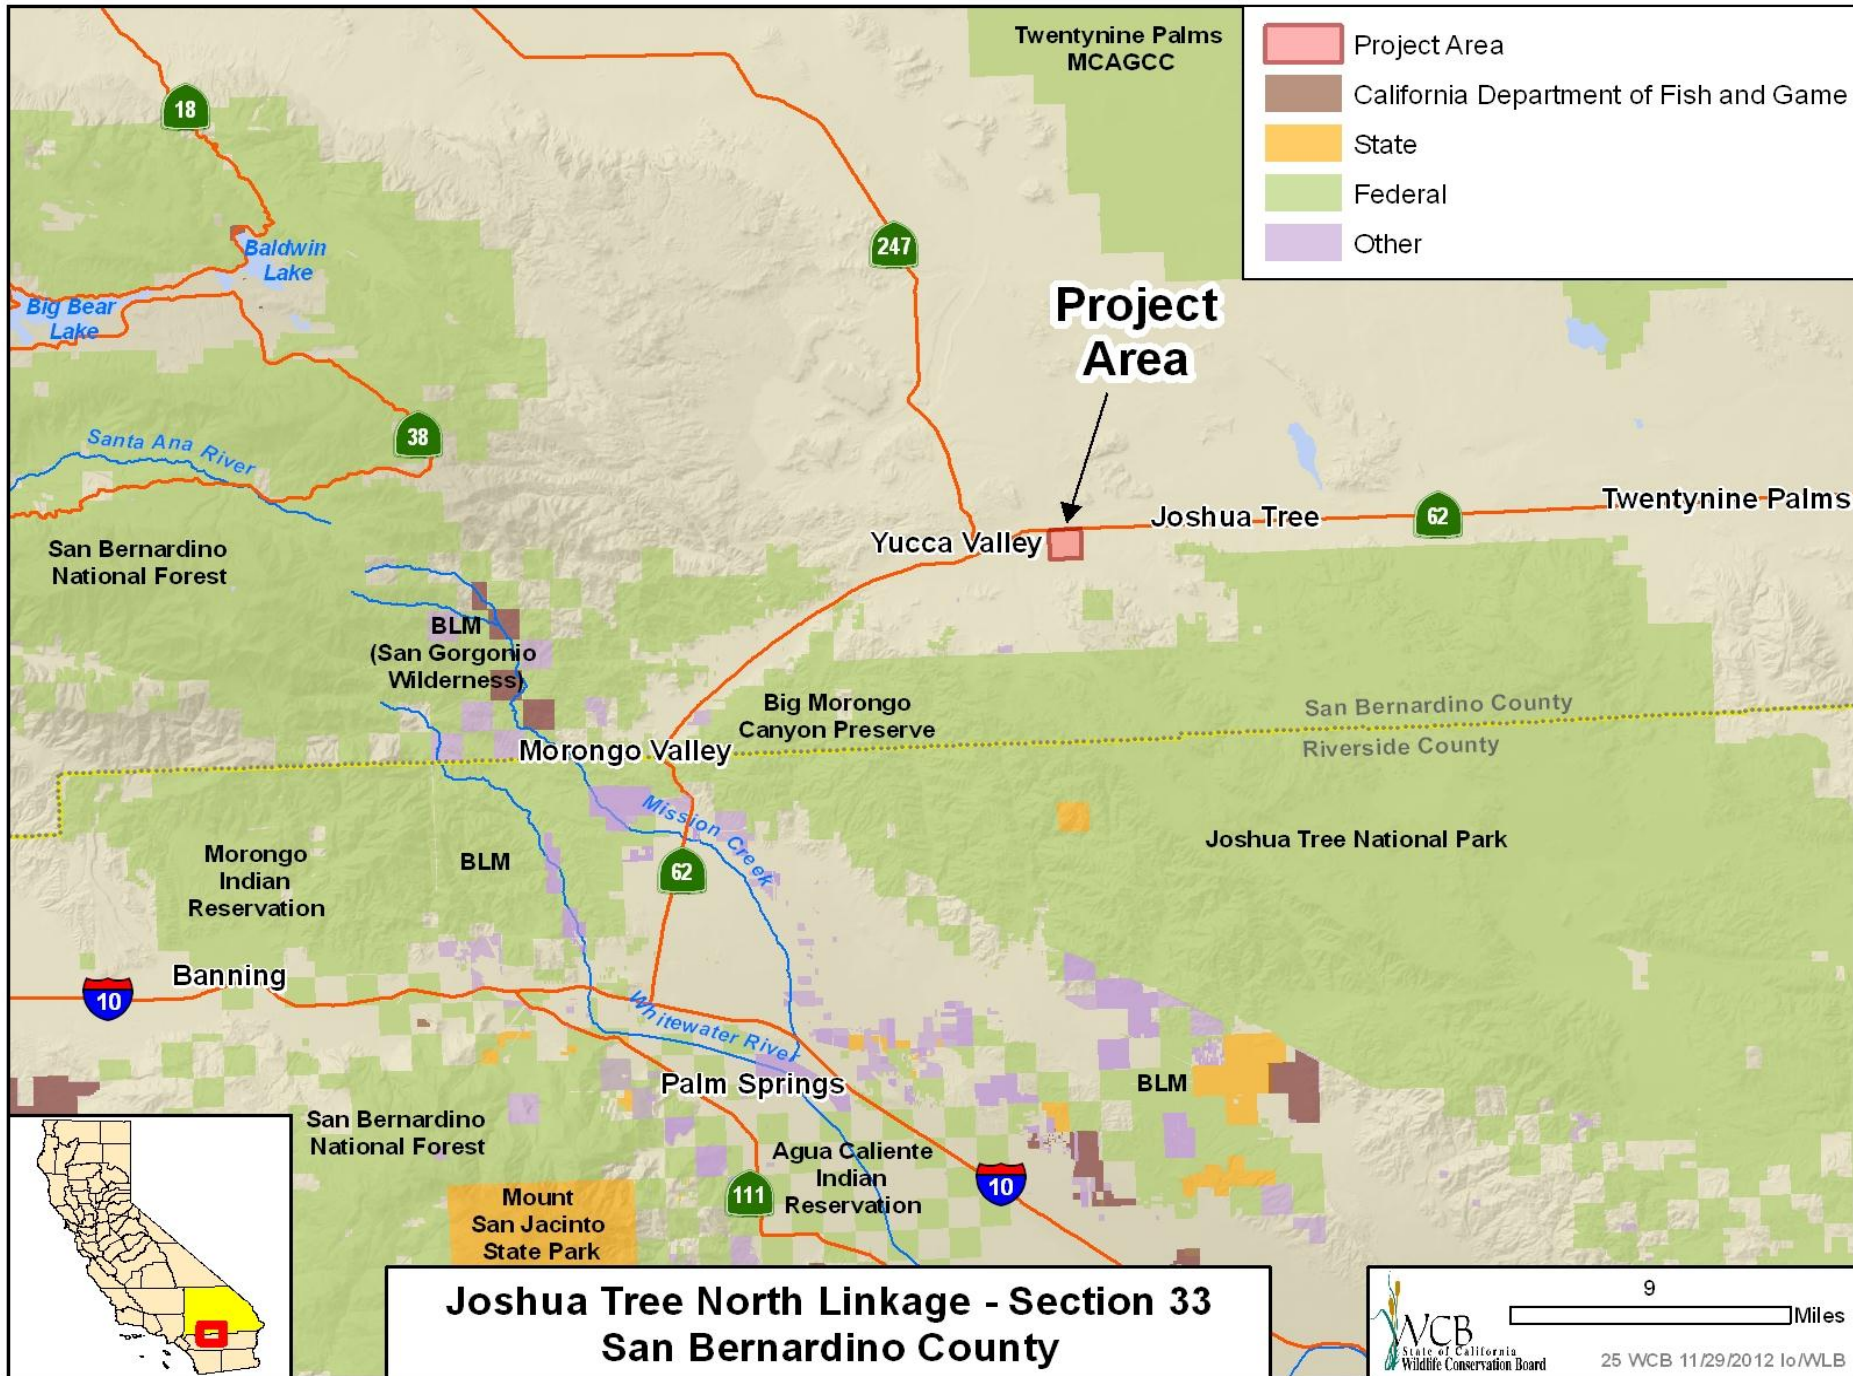 Twentynine Palms
MCAGCC
Project Area
California Department of Fish and Game
State
Federal
Other
18
247
Baldwin
Lake
Big Bear
Lake
Project
Area
38
Santa Ana River
Twentynine Palms
62
Joshua Tree
Yucca Valley
San Bernardino
National Forest
BLM
(San Gorgonio
Wilderness)
Big Morongo
Canyon Preserve
San Bernardino County
Riverside County
Morongo Valley
Mission Creek
Joshua Tree National Park
Morongo
Indian
Reservation
BLM
62
Banning
10
Whitewater River
Palm Springs
BLM
San Bernardino
National Forest
Agua Caliente
Indian
Reservation
10
111
Mount
San Jacinto
State Park
Joshua Tree North Linkage - Section 33
San Bernardino County
9
Miles
WCB
State of California
Wildlife Conservation Board
25 WCB 11/29/2012 lo/WLB